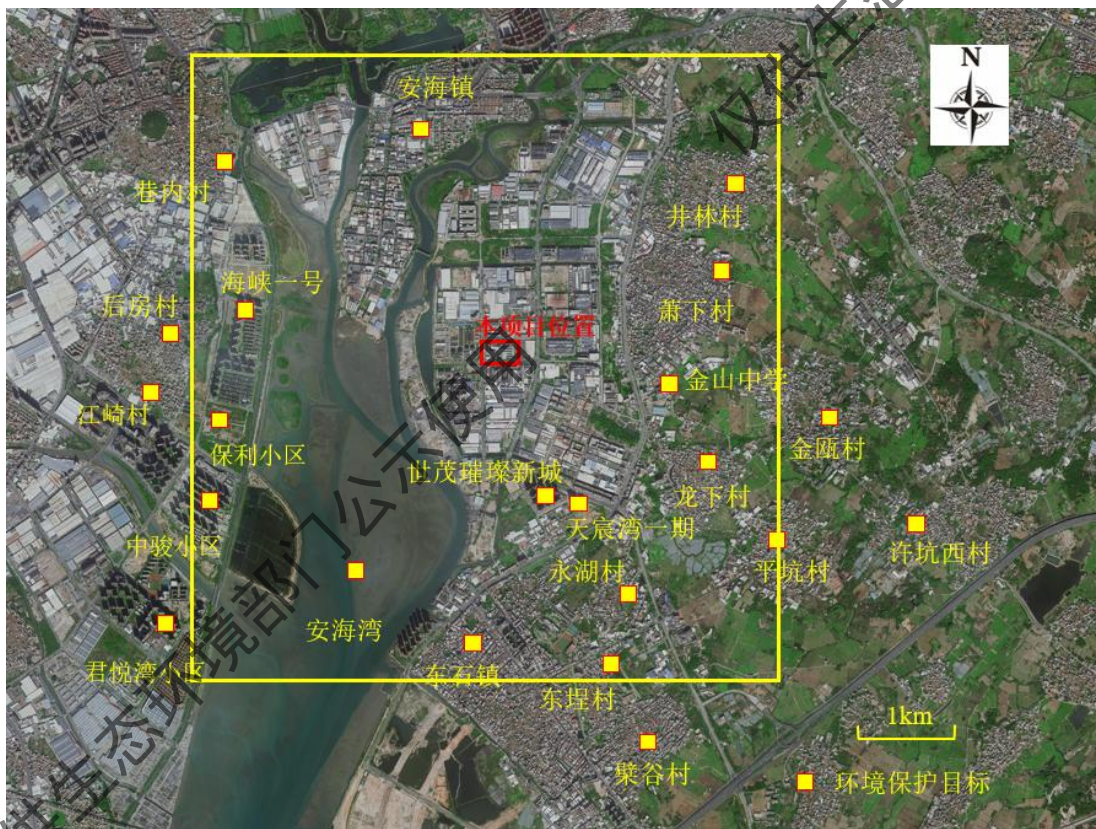 仅供生态
安海镇
N
巷内村
井林村
海峡一号
后房村
萧下村
本项目位置
金山中学
江崎村
保利小区
金瓯村
世茂璀璨新城
龙下村
天宸湾一期
中骏小区
许坑西村
永湖村
平坑村
安海湾
君悦湾小区
东石镇
东埕村
1km
檗谷村
环境保护目标
供生态环境部门公示使用